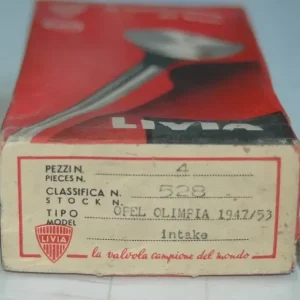 LIVIA
PEZZI N. 4
PIECES N.
CLASSIFICA N. 528
STOCK N.
TIPO OPEL OLIMPIA 1947/53
MODEL
intake
LIVIA
la valvola campione del mondo